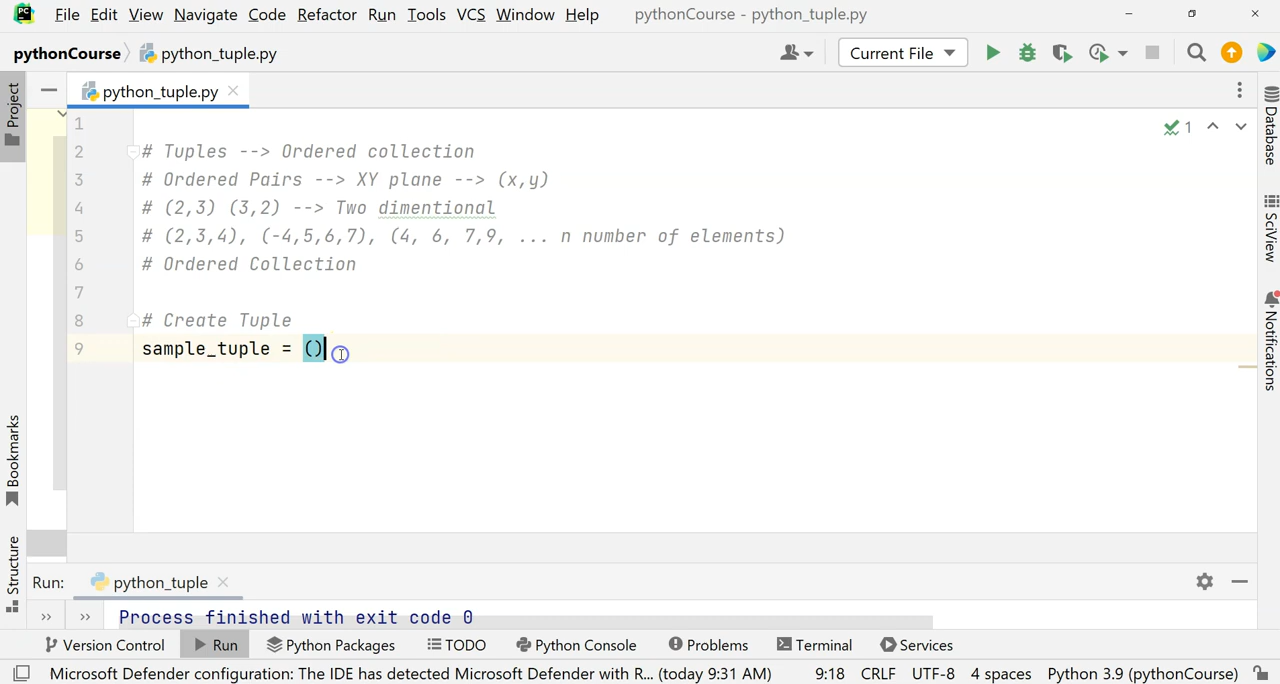 PC File Edit View Navigate Code Refactor Run Tools VCS Window Help pythonCourse - python_tuple.py
pythonCourse python_tuple.py Current File
Project
python_tuple.py
1
1
2 # Tuples --> Ordered collection
3 # Ordered Pairs --> XY plane --> (x,y)
4 # (2,3) (3,2) --> Two dimentional
5 # (2,3,4), (-4,5,6,7), (4, 6, 7,9, ... n number of elements)
6 # Ordered Collection
7
8 # Create Tuple
9 sample_tuple = ()
Database
SciView
Notifications
Bookmarks
Structure
Run: python_tuple
>> >> Process finished with exit code 0
Version Control Run Python Packages TODO Python Console Problems Terminal Services
Microsoft Defender configuration: The IDE has detected Microsoft Defender with R... (today 9:31 AM) 9:18 CRLF UTF-8 4 spaces Python 3.9 (pythonCourse)